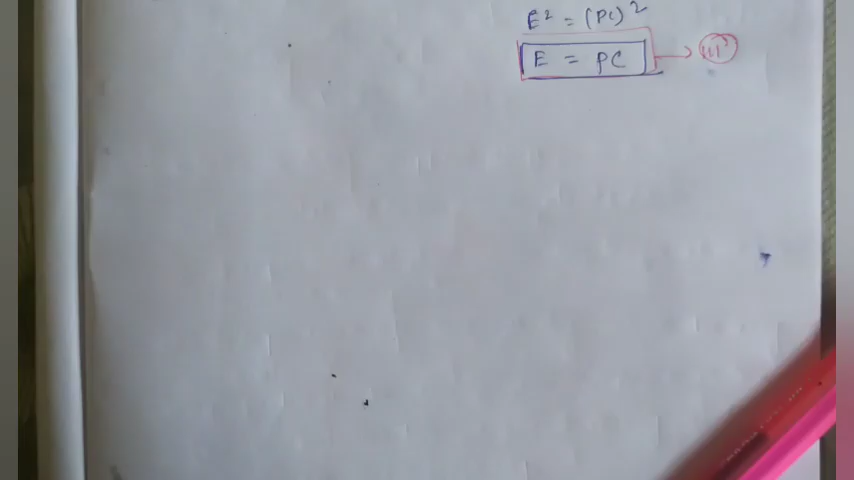 E² = (PC)²
E = PC → (iii)